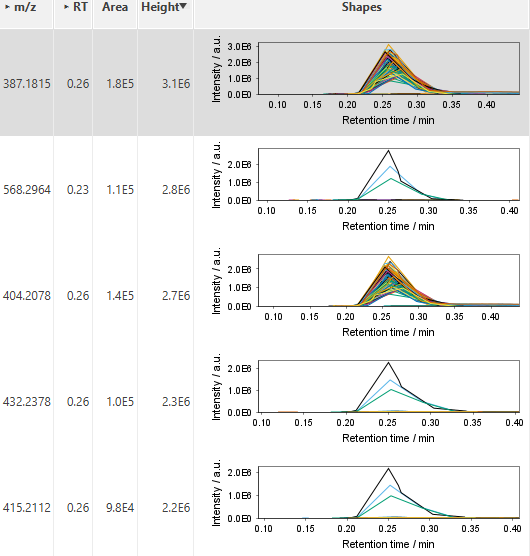 ▸ m/z ▸ RT Area Height▼ Shapes
387.1815 0.26 1.8E5 3.1E6
Intensity / a.u.
3.0E6
2.0E6
1.0E6
0.0E0
0.10 0.15 0.20 0.25 0.30 0.35 0.40
Retention time / min
568.2964 0.23 1.1E5 2.8E6
Intensity / a.u.
2.0E6
1.0E6
0.0E0
0.10 0.15 0.20 0.25 0.30 0.35 0.40
Retention time / min
404.2078 0.26 1.4E5 2.7E6
Intensity / a.u.
2.0E6
1.0E6
0.0E0
0.10 0.15 0.20 0.25 0.30 0.35 0.40
Retention time / min
432.2378 0.26 1.0E5 2.3E6
Intensity / a.u.
2.0E6
1.0E6
0.0E0
0.10 0.15 0.20 0.25 0.30 0.35 0.40
Retention time / min
415.2112 0.26 9.8E4 2.2E6
Intensity / a.u.
2.0E6
1.0E6
0.0E0
0.10 0.15 0.20 0.25 0.30 0.35 0.40
Retention time / min